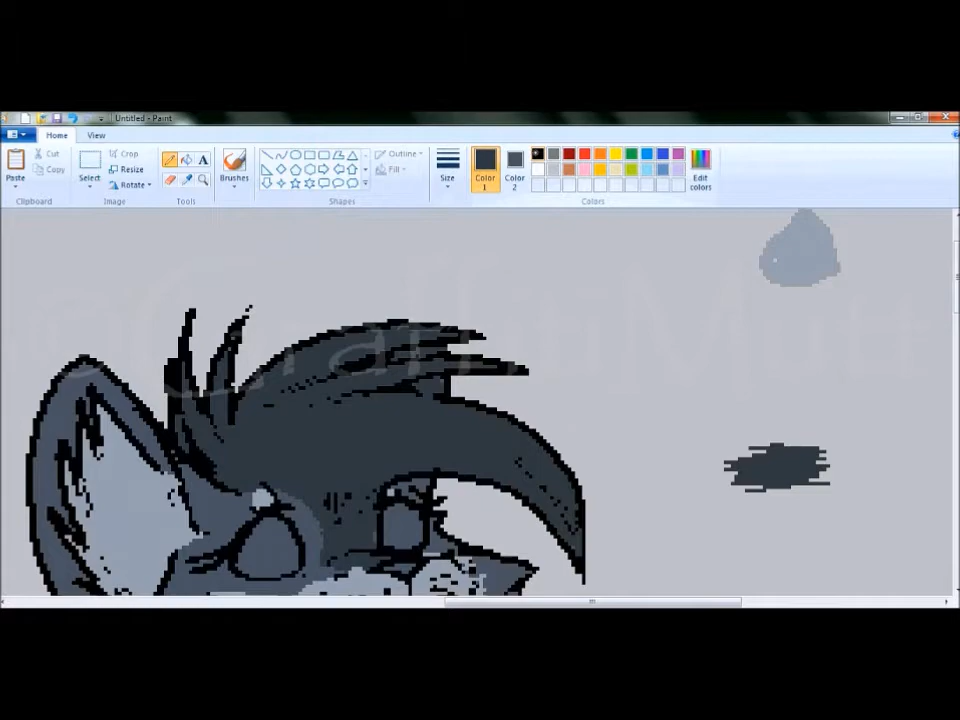 Untitled - Paint
Home View
Cut
Copy
Paste
Clipboard
Select
Crop
Resize
Rotate
Image
A
Tools
Brushes
Outline
Fill
Shapes
Size
Color
1
Color
2
Edit
colors
Colors
©GraffitiMutt